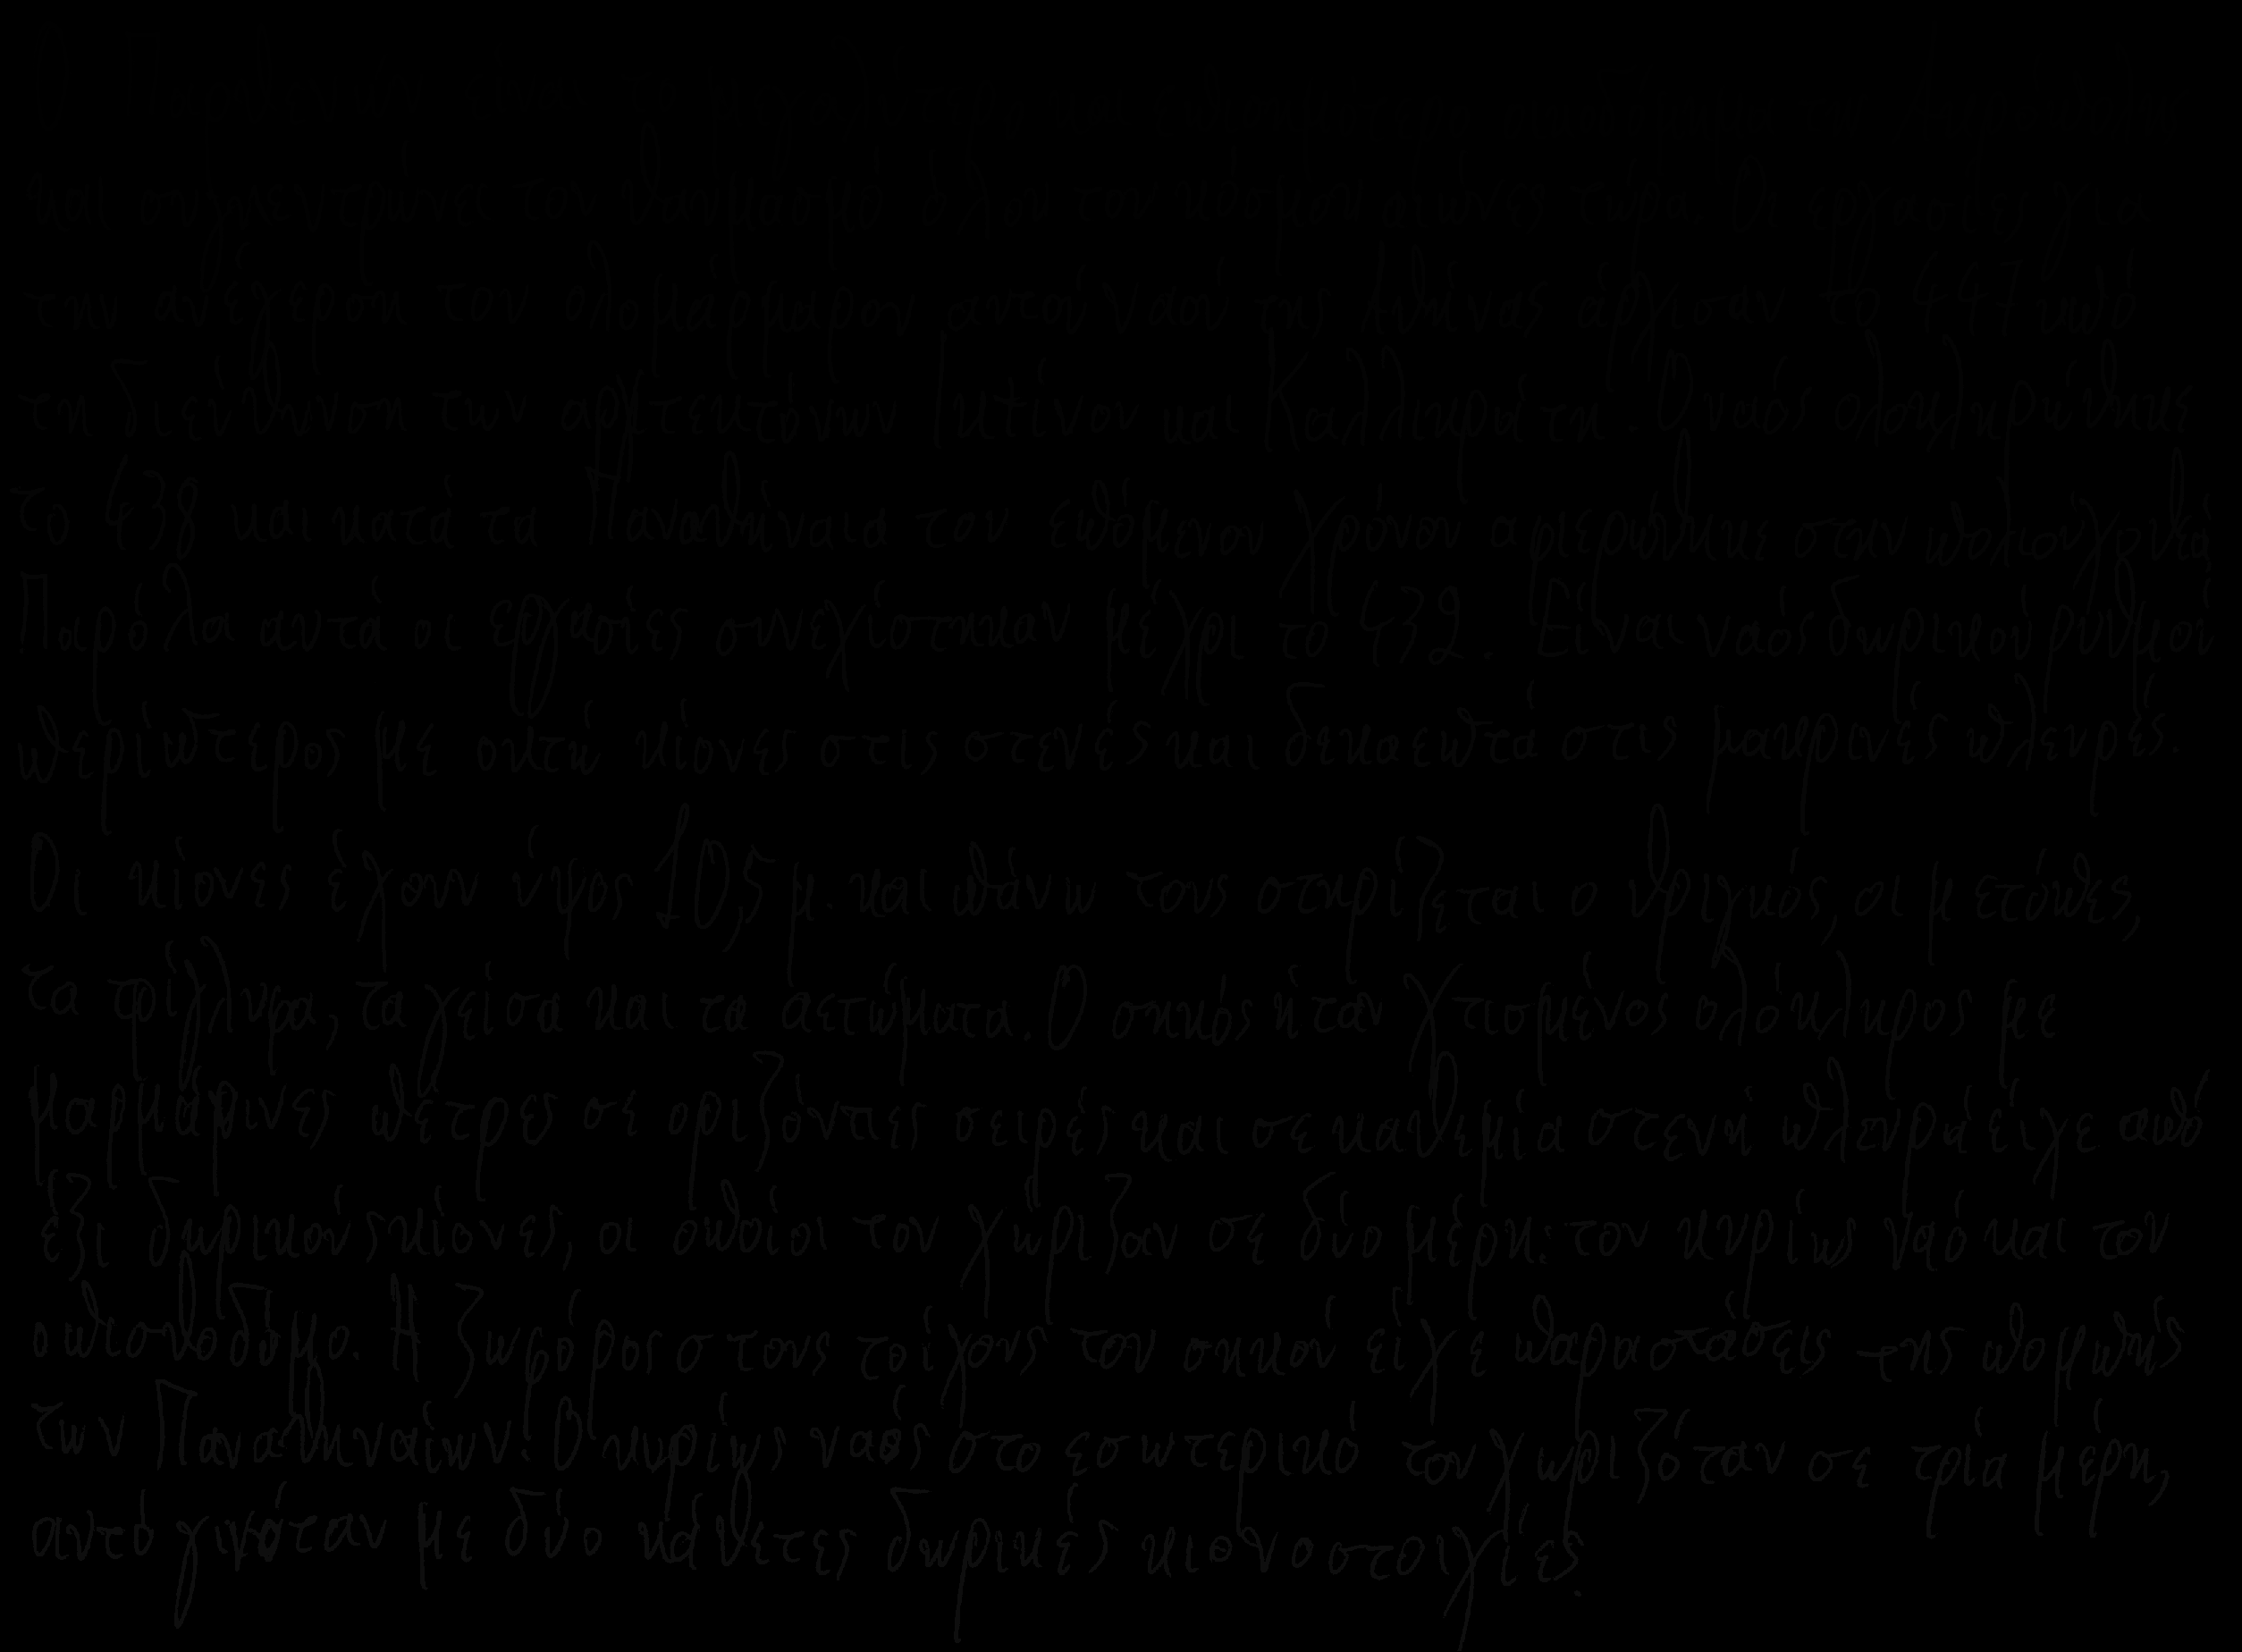 και συγκεντρώνει τον θαυμασμό όλου του κόσμου αιώνες τώρα. Οι εργασίες για
την ανέγερση του ολομάρμαρου αυτού ναού της Αθηνάς άρχισαν το 447 υπό
τη διεύθυνση των αρχιτεκτόνων Ικτίνου και Καλλικράτη. Ο ναός ολοκληρώθηκε
το 438 και κατά τα Παναθήναια του επόμενου χρόνου αφιερώθηκε στην πολιούχο θεά.
Παρόλα αυτά οι εργασίες συνεχίστηκαν μέχρι το 432. Είναι ναός δωρικού ρυθμού
περίπτερος με οκτώ κίονες στις στενές και δεκαεπτά στις μακρινές πλευρές.
Οι κίονες έχουν ύψος 10,5 μ. και πάνω τους στηρίζεται ο θριγκός, οι μετόπες,
τα τρίγλυφα, τα γείσα και τα αετώματα. Ο σηκός ήταν χτισμένος ολόκληρος με
μαρμάρινες πέτρες σε οριζόντιες σειρές και σε καθεμία στενή πλευρά είχε από
έξι δωρικούς κίονες, οι οποίοι τον χώριζαν σε δύο μέρη: τον κυρίως ναό και τον
οπισθοδόμο. Η ζωφόρος στους τοίχους του σηκού είχε παραστάσεις της πομπής
των Παναθηναίων. Ο κυρίως ναός στο εσωτερικό του χωριζόταν σε τρία μέρη,
αυτό γινόταν με δύο κάθετες δωρικές κιονοστοιχίες.